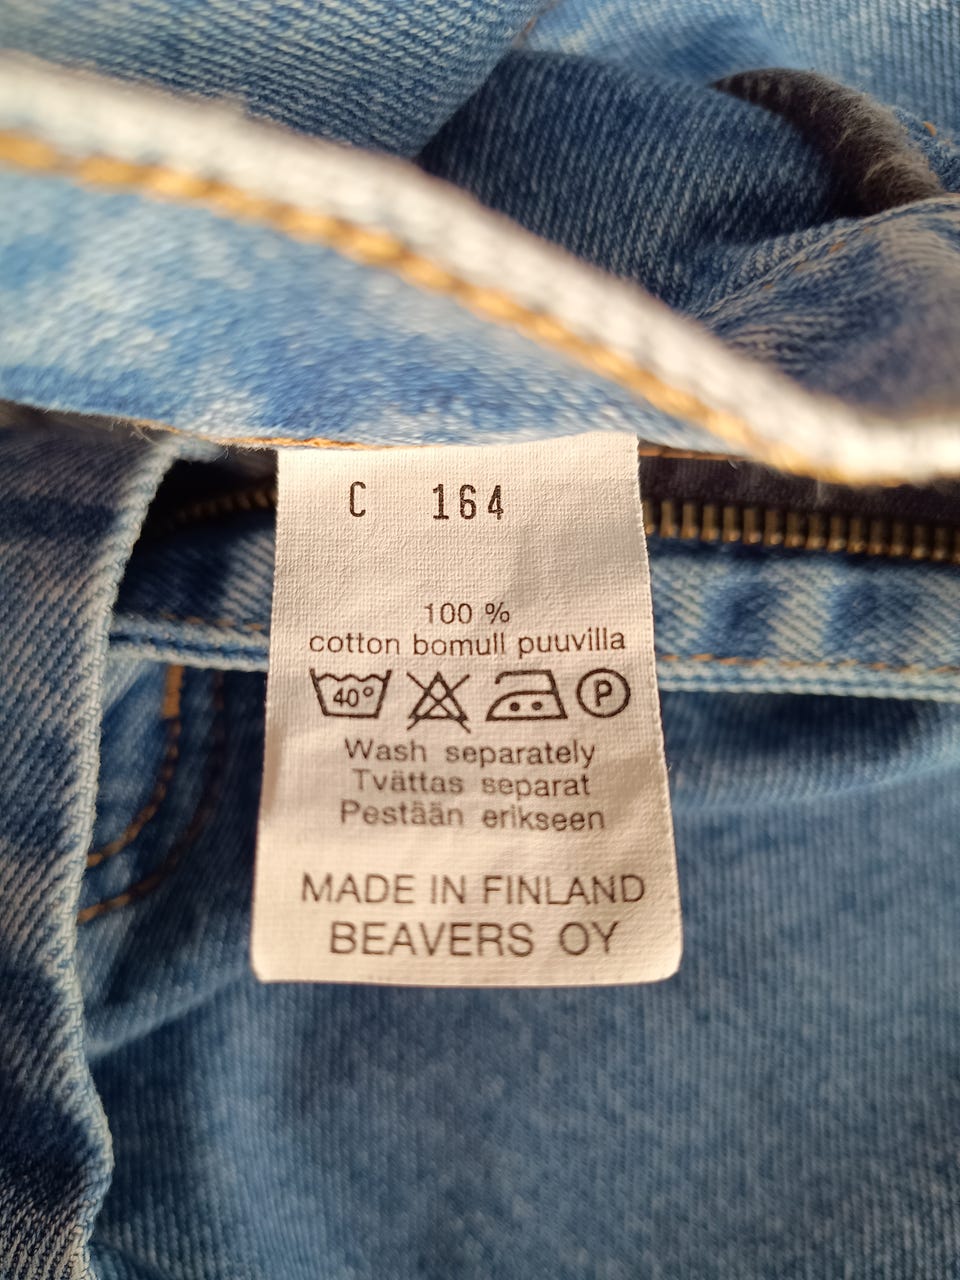 C 164
100 %
cotton bomull puuvilla
40° P
Wash separately
Tvättas separat
Pestään erikseen
MADE IN FINLAND
BEAVERS OY